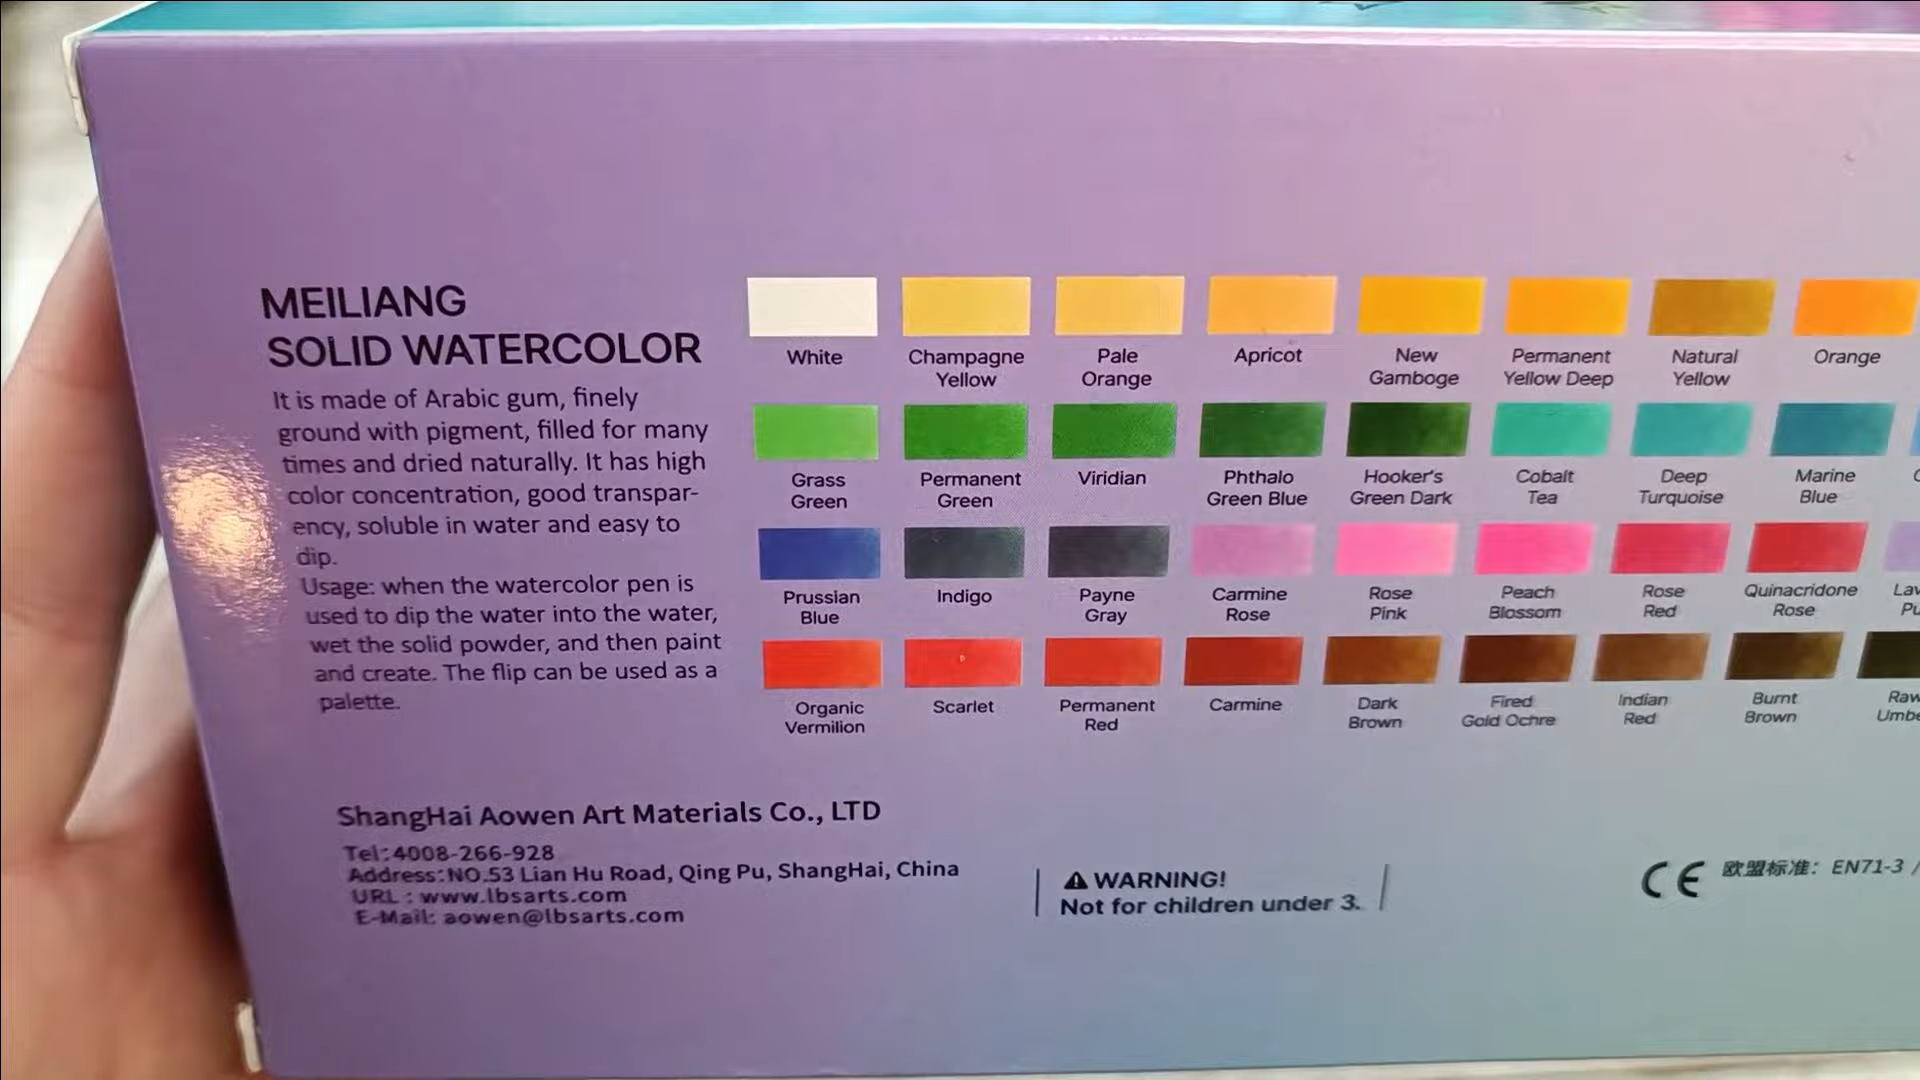 MEILIANG
SOLID WATERCOLOR
It is made of Arabic gum, finely
ground with pigment, filled for many
times and dried naturally. It has high
color concentration, good transpar-
ency, soluble in water and easy to
dip.
Usage: when the watercolor pen is
used to dip the water into the water,
wet the solid powder, and then paint
and create. The flip can be used as a
palette.
White
Champagne
Yellow
Pale
Orange
Apricot
New
Gamboge
Permanent
Yellow Deep
Natural
Yellow
Orange
Grass
Green
Permanent
Green
Viridian
Phthalo
Green Blue
Hooker's
Green Dark
Cobalt
Tea
Deep
Turquoise
Marine
Blue
Prussian
Blue
Indigo
Payne
Gray
Carmine
Rose
Rose
Pink
Peach
Blossom
Rose
Red
Quinacridone
Rose
Organic
Vermilion
Scarlet
Permanent
Red
Carmine
Dark
Brown
Fired
Gold Ochre
Indian
Red
Burnt
Brown
Raw
ShangHai Aowen Art Materials Co., LTD
Tel:4008-266-928
Address:NO.53 Lian Hu Road, Qing Pu, ShangHai, China
URL : www.lbsarts.com
E-Mail: aowen@lbsarts.com
WARNING!
Not for children under 3.
CE 欧盟标准: EN71-3 /